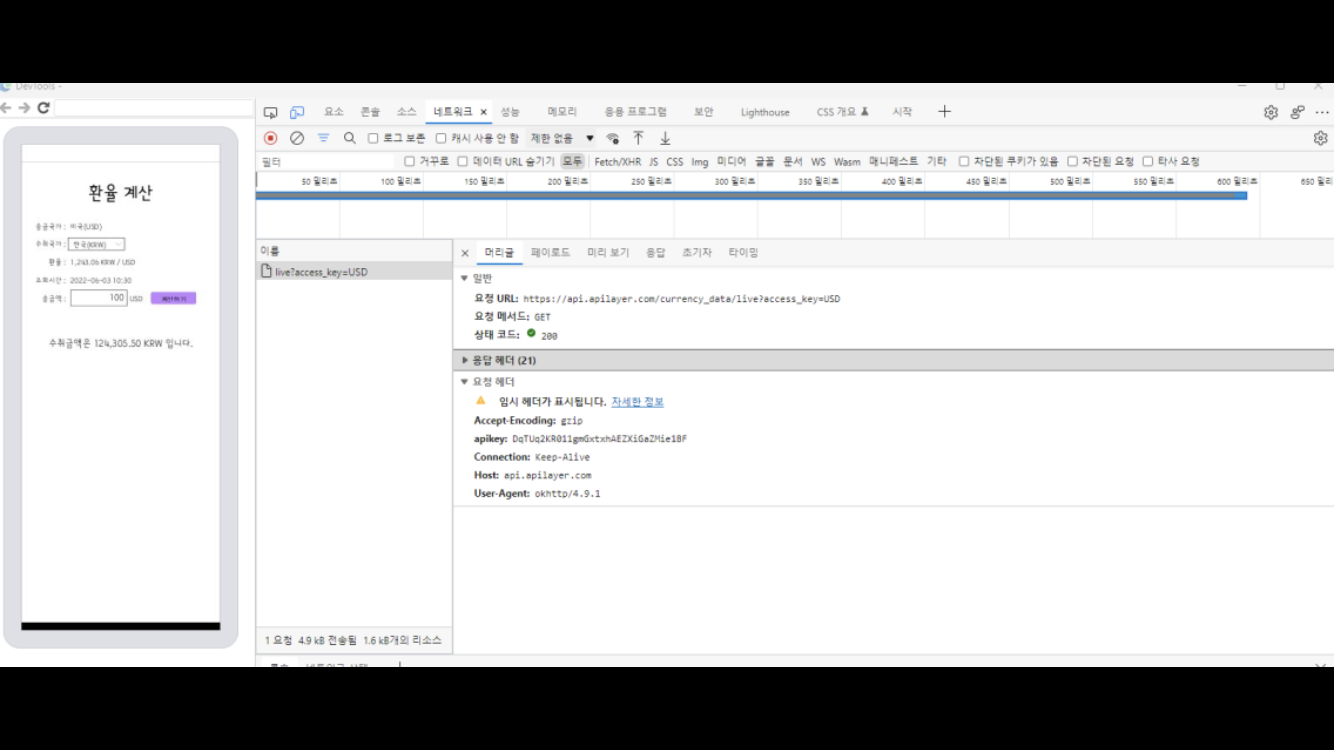 DevTools -
요소 콘솔 소스 네트워크 × 성능 메모리 응용 프로그램 보안 Lighthouse CSS 개요 시작
로그 보존 캐시 사용 안 함 제한 없음
필터 거꾸로 데이터 URL 숨기기 모두 Fetch/XHR JS CSS Img 미디어 글꼴 문서 WS Wasm 매니페스트 기타 차단된 쿠키가 있음 차단된 요청 타사 요청
50 밀리초 100 밀리초 150 밀리초 200 밀리초 250 밀리초 300 밀리초 350 밀리초 400 밀리초 450 밀리초 500 밀리초 550 밀리초 600 밀리초 650 밀리
환율 계산
송금국가 : 미국(USD)
수취국가 : 한국(KRW)
환율 : 1,243.06 KRW / USD
조회시간 : 2022-06-03 10:30
송금액 : 100 USD
수취금액은 124,305.50 KRW 입니다.
이름
live?access_key=USD
1 요청 4.9 kB 전송됨 1.6 kB개의 리소스
머리글 페이로드 미리 보기 응답 초기자 타이밍
일반
요청 URL: https://api.apilayer.com/currency_data/live?access_key=USD
요청 메서드: GET
상태 코드: 200
응답 헤더 (21)
요청 헤더
임시 헤더가 표시됩니다. 자세한 정보
Accept-Encoding: gzip
apikey: DqTUq2KR011gmGxtxhAEZXiGaZMie18F
Connection: Keep-Alive
Host: api.apilayer.com
User-Agent: okhttp/4.9.1